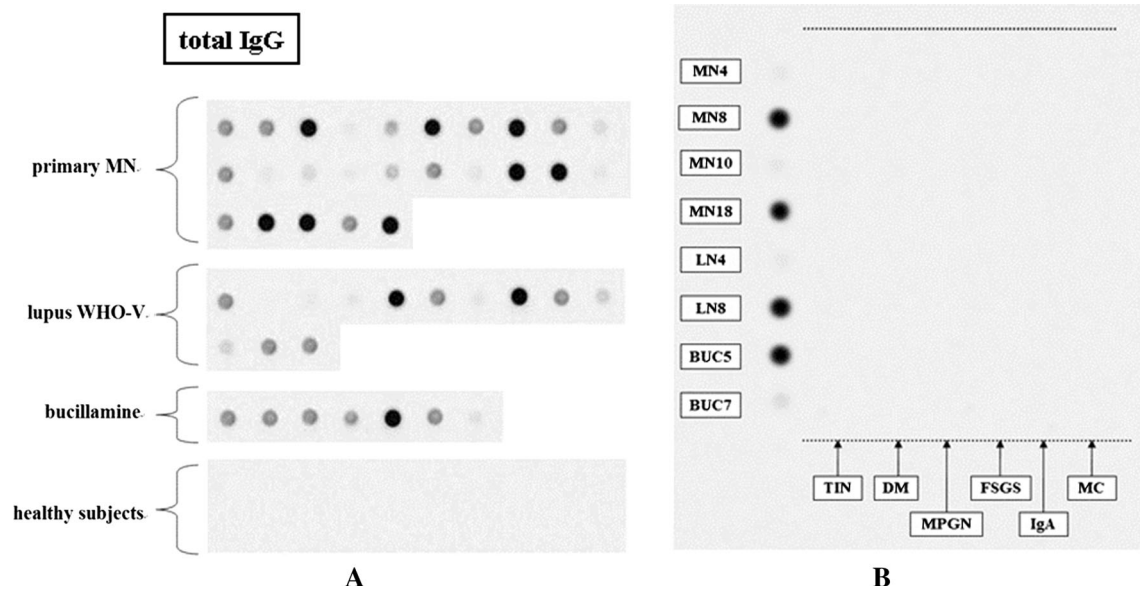 total IgG
primary MN
lupus WHO-V
bucillamine
healthy subjects
A
MN4
MN8
MN10
MN18
LN4
LN8
BUC5
BUC7
TIN DM FSGS MC
MPGN IgA
B